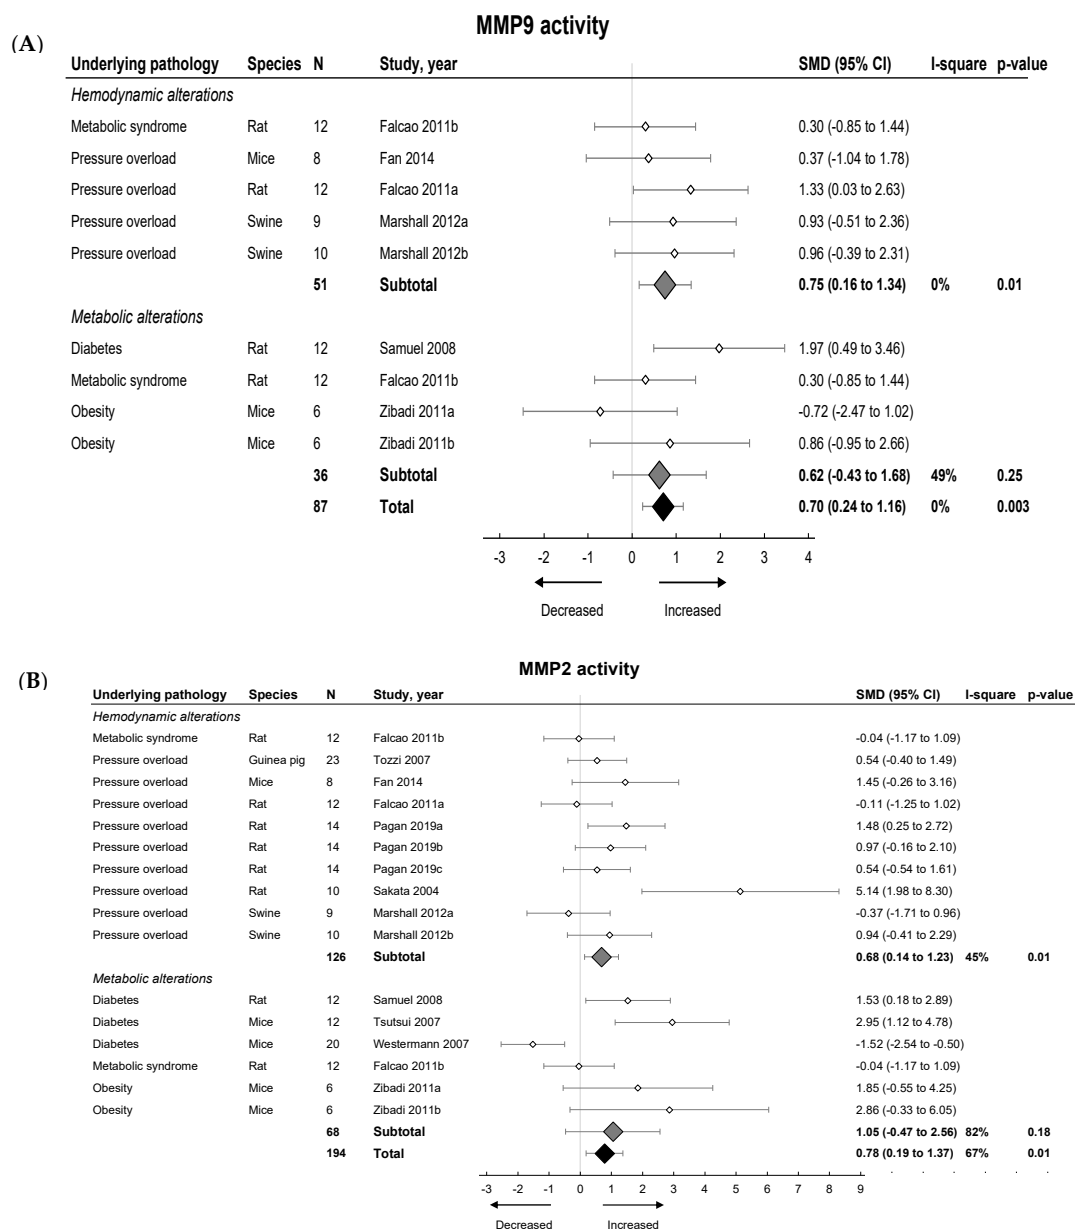 MMP9 activity
(A)
Underlying pathology Species N Study, year SMD (95% CI) I-square p-value
Hemodynamic alterations
Metabolic syndrome Rat 12 Falcao 2011b 0.30 (-0.85 to 1.44)
Pressure overload Mice 8 Fan 2014 0.37 (-1.04 to 1.78)
Pressure overload Rat 12 Falcao 2011a 1.33 (0.03 to 2.63)
Pressure overload Swine 9 Marshall 2012a 0.93 (-0.51 to 2.36)
Pressure overload Swine 10 Marshall 2012b 0.96 (-0.39 to 2.31)
51 Subtotal 0.75 (0.16 to 1.34) 0% 0.01
Metabolic alterations
Diabetes Rat 12 Samuel 2008 1.97 (0.49 to 3.46)
Metabolic syndrome Rat 12 Falcao 2011b 0.30 (-0.85 to 1.44)
Obesity Mice 6 Zibadi 2011a -0.72 (-2.47 to 1.02)
Obesity Mice 6 Zibadi 2011b 0.86 (-0.95 to 2.66)
36 Subtotal 0.62 (-0.43 to 1.68) 49% 0.25
87 Total 0.70 (0.24 to 1.16) 0% 0.003
-3 -2 -1 0 1 2 3 4
Decreased Increased
MMP2 activity
(B)
Underlying pathology Species N Study, year SMD (95% CI) I-square p-value
Hemodynamic alterations
Metabolic syndrome Rat 12 Falcao 2011b -0.04 (-1.17 to 1.09)
Pressure overload Guinea pig 23 Tozzi 2007 0.54 (-0.40 to 1.49)
Pressure overload Mice 8 Fan 2014 1.45 (-0.26 to 3.16)
Pressure overload Rat 12 Falcao 2011a -0.11 (-1.25 to 1.02)
Pressure overload Rat 14 Pagan 2019a 1.48 (0.25 to 2.72)
Pressure overload Rat 14 Pagan 2019b 0.97 (-0.16 to 2.10)
Pressure overload Rat 14 Pagan 2019c 0.54 (-0.54 to 1.61)
Pressure overload Rat 10 Sakata 2004 5.14 (1.98 to 8.30)
Pressure overload Swine 9 Marshall 2012a -0.37 (-1.71 to 0.96)
Pressure overload Swine 10 Marshall 2012b 0.94 (-0.41 to 2.29)
126 Subtotal 0.68 (0.14 to 1.23) 45% 0.01
Metabolic alterations
Diabetes Rat 12 Samuel 2008 1.53 (0.18 to 2.89)
Diabetes Mice 12 Tsutsui 2007 2.95 (1.12 to 4.78)
Diabetes Mice 20 Westermann 2007 -1.52 (-2.54 to -0.50)
Metabolic syndrome Rat 12 Falcao 2011b -0.04 (-1.17 to 1.09)
Obesity Mice 6 Zibadi 2011a 1.85 (-0.55 to 4.25)
Obesity Mice 6 Zibadi 2011b 2.86 (-0.33 to 6.05)
68 Subtotal 1.05 (-0.47 to 2.56) 82% 0.18
194 Total 0.78 (0.19 to 1.37) 67% 0.01
-3 -2 -1 0 1 2 3 4 5 6 7 8 9
Decreased Increased